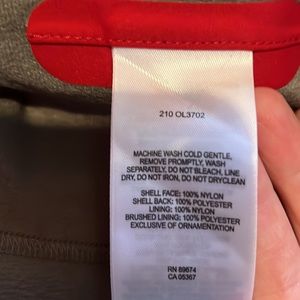 210 OL3702
MACHINE WASH COLD GENTLE,
REMOVE PROMPTLY, WASH
SEPARATELY, DO NOT BLEACH, LINE
DRY, DO NOT IRON, DO NOT DRYCLEAN
SHELL FACE: 100% NYLON
SHELL BACK: 100% POLYESTER
LINING: 100% NYLON
BRUSHED LINING: 100% POLYESTER
EXCLUSIVE OF ORNAMENTATION
RN 89674
CA 05367